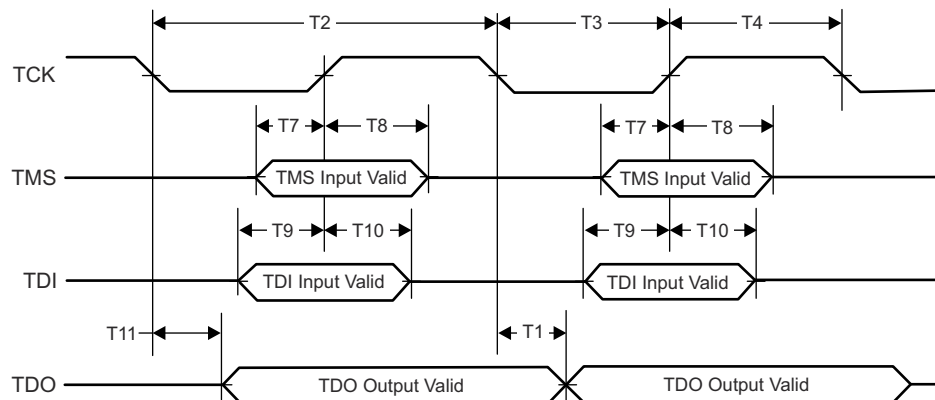 T2 T3 T4
TCK
T7 T8 T7 T8
TMS TMS Input Valid TMS Input Valid
T9 T10 T9 T10
TDI TDI Input Valid TDI Input Valid
T11 T1
TDO TDO Output Valid TDO Output Valid